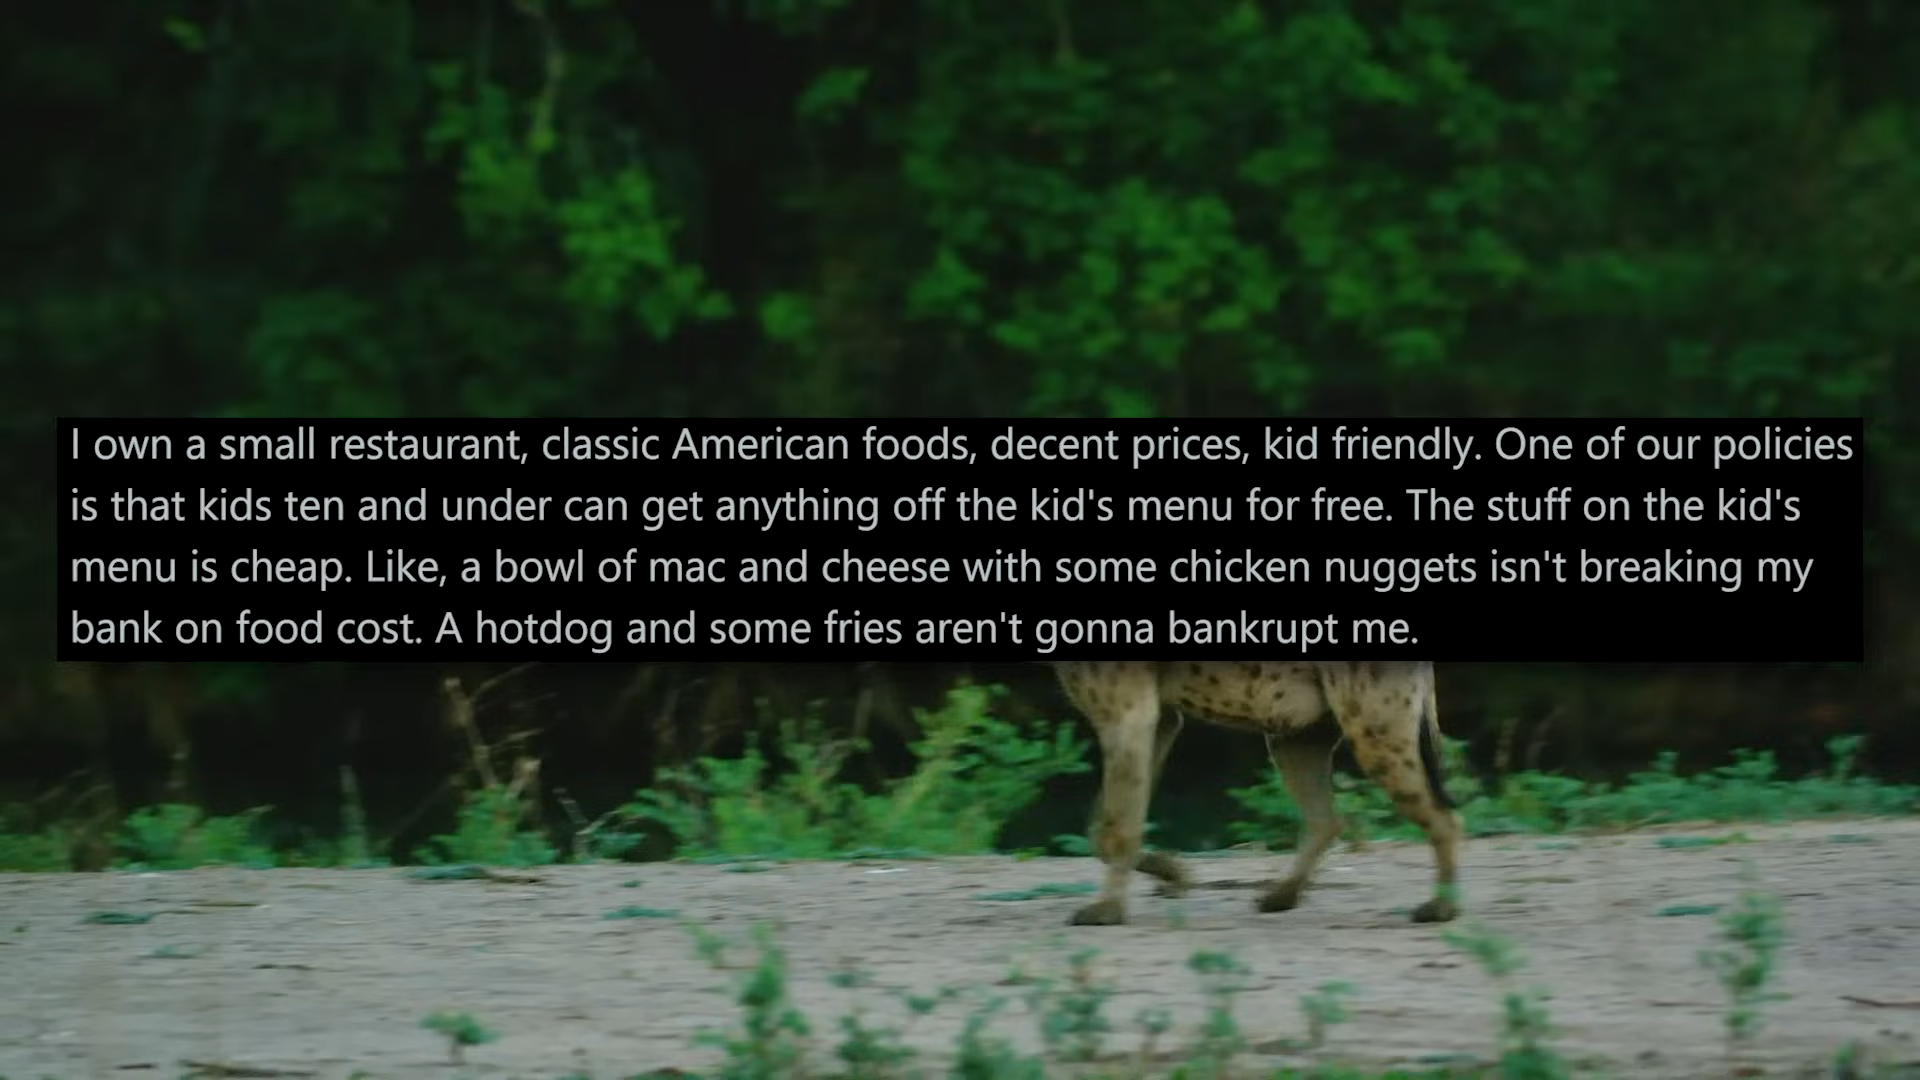 I own a small restaurant, classic American foods, decent prices, kid friendly. One of our policies
is that kids ten and under can get anything off the kid's menu for free. The stuff on the kid's
menu is cheap. Like, a bowl of mac and cheese with some chicken nuggets isn't breaking my
bank on food cost. A hotdog and some fries aren't gonna bankrupt me.